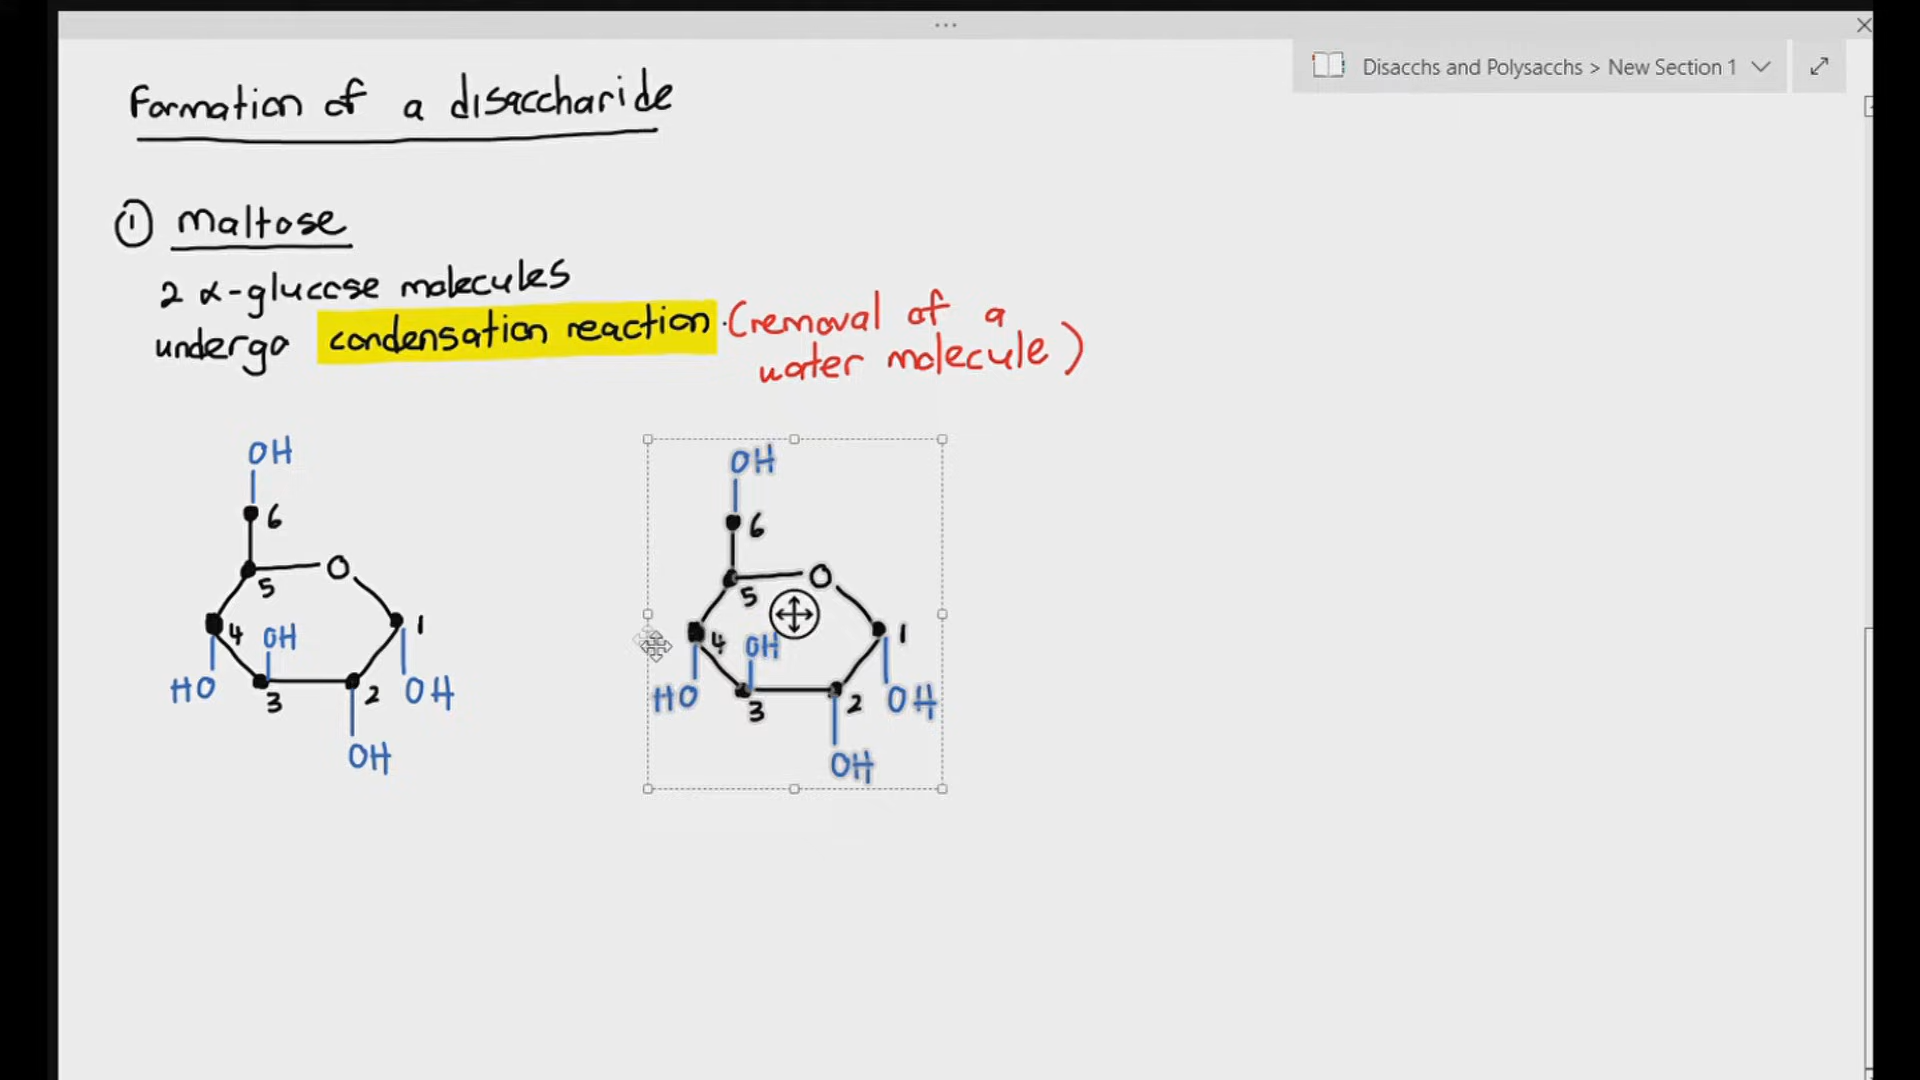 Disacchs and Polysacchs > New Section 1
Formation of a disaccharide
① Maltose
2 α-glucose molecules
undergo condensation reaction (removal of a
water molecule)
OH
6
5
O
4
OH
1
HO
3
2
OH
OH
OH
6
5
O
4
OH
1
HO
3
2
OH
OH